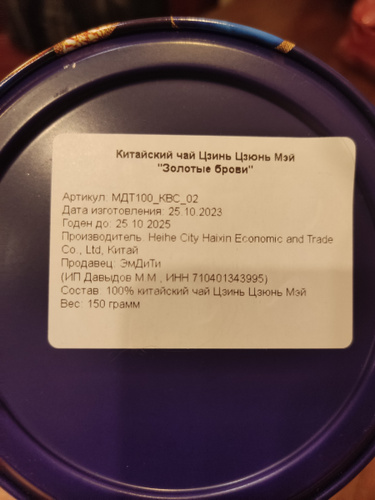 Китайский чай Цзинь Цзюнь Мэй
"Золотые брови"
Артикул: МДТ100_КВС_02
Дата изготовления: 25.10.2023
Годен до: 25.10.2025
Производитель: Heihe City Haixin Economic and Trade
Co., Ltd, Китай
Продавец: ЭмДиТи
(ИП Давыдов М.М., ИНН 710401343995)
Состав: 100% китайский чай Цзинь Цзюнь Мэй
Вес: 150 грамм